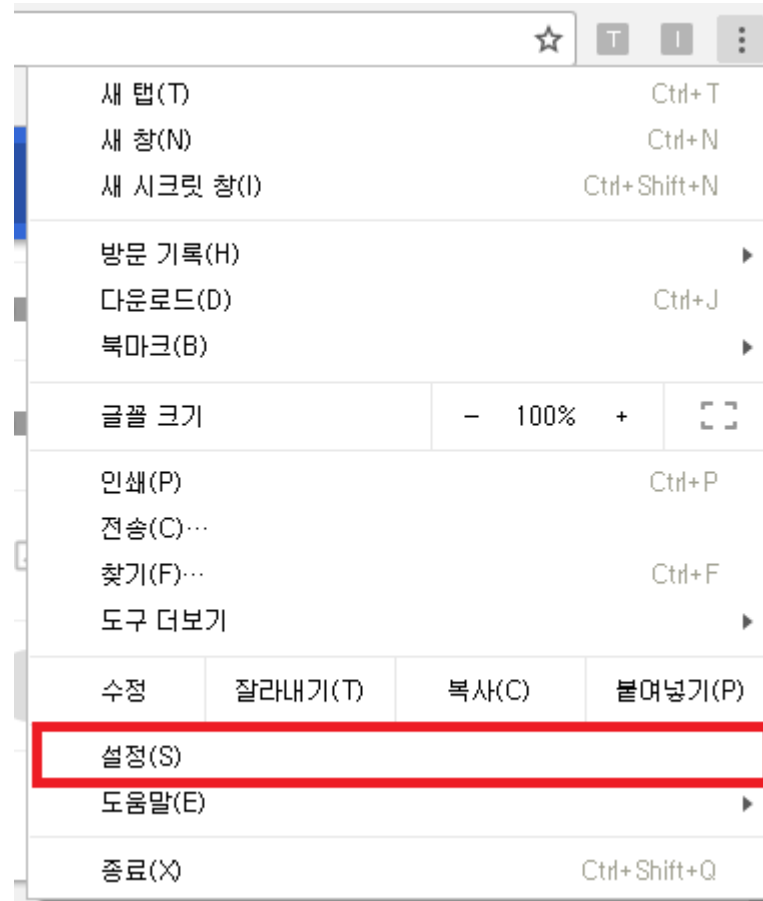 T I
새 탭(T) Ctrl+T
새 창(N) Ctrl+N
새 시크릿 창(I) Ctrl+Shift+N
방문 기록(H)
다운로드(D) Ctrl+J
북마크(B)
글꼴 크기 − 100% +
인쇄(P) Ctrl+P
전송(C)…
찾기(F)… Ctrl+F
도구 더보기
수정 잘라내기(T) 복사(C) 붙여넣기(P)
설정(S)
도움말(E)
종료(X) Ctrl+Shift+Q